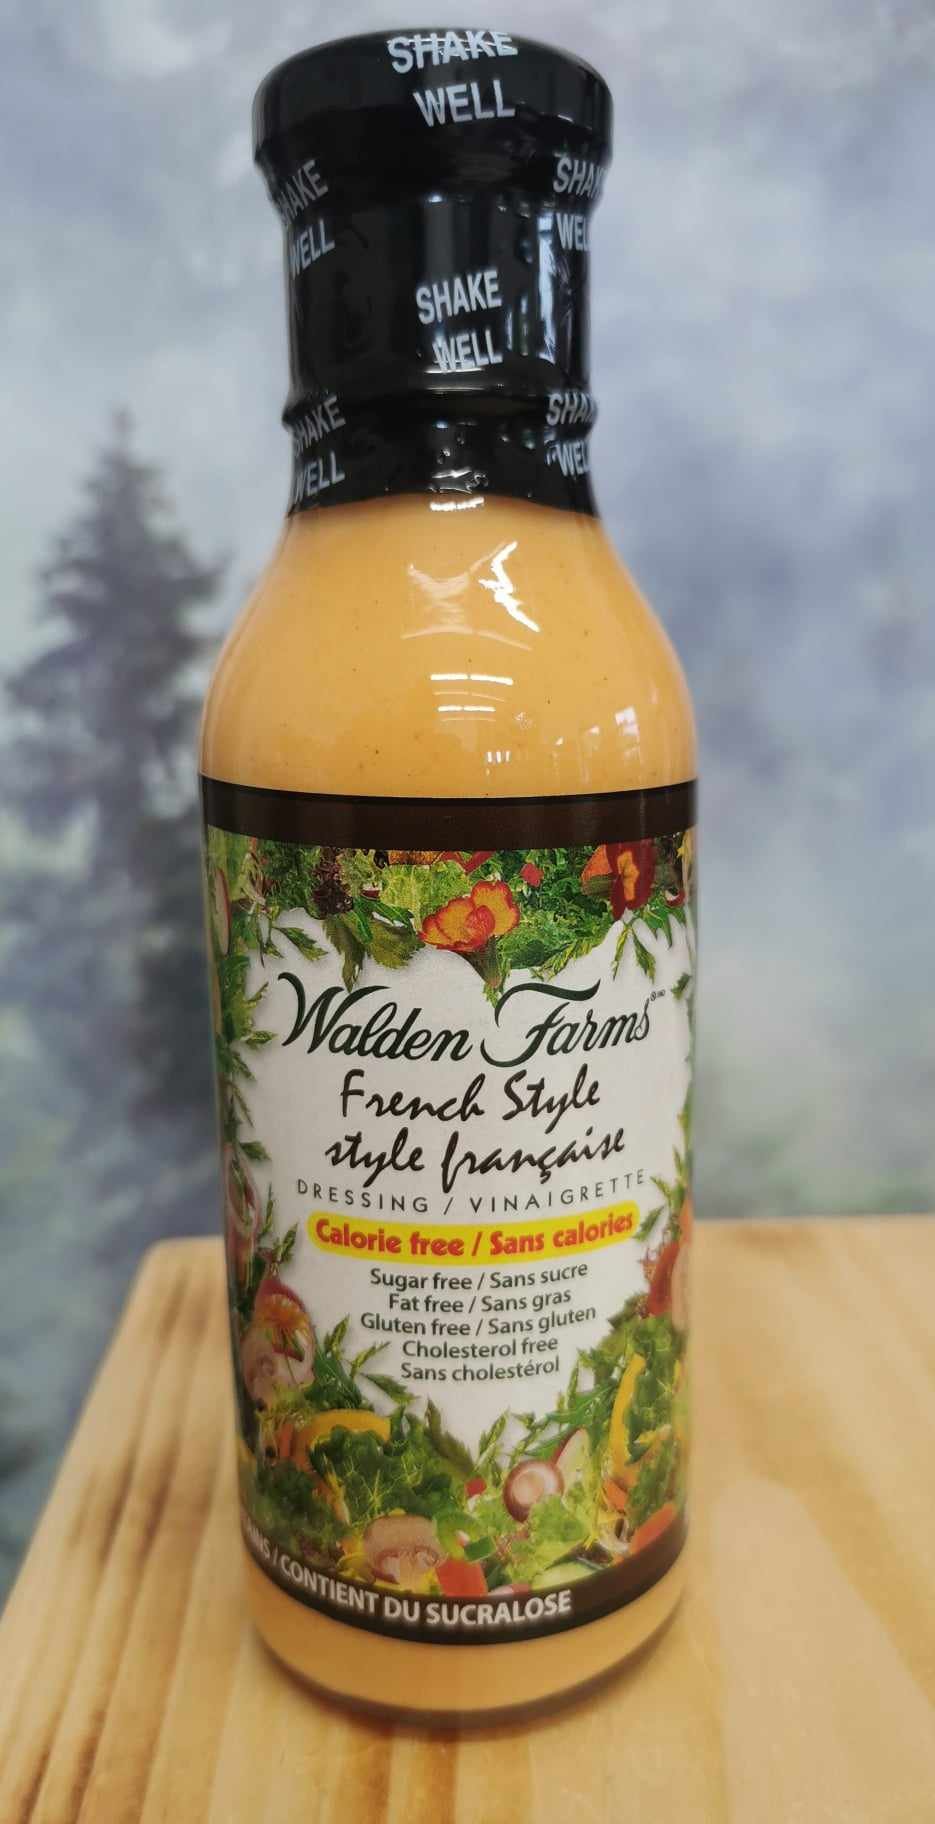 SHAKE
WELL
SHAKE
WELL
SHAKE
WELL
SHAKE
WELL
Walden Farms
French Style
style française
DRESSING / VINAIGRETTE
Calorie free / Sans calories
Sugar free / Sans sucre
Fat free / Sans gras
Gluten free / Sans gluten
Cholesterol free
Sans cholestérol
/ CONTIENT DU SUCRALOSE